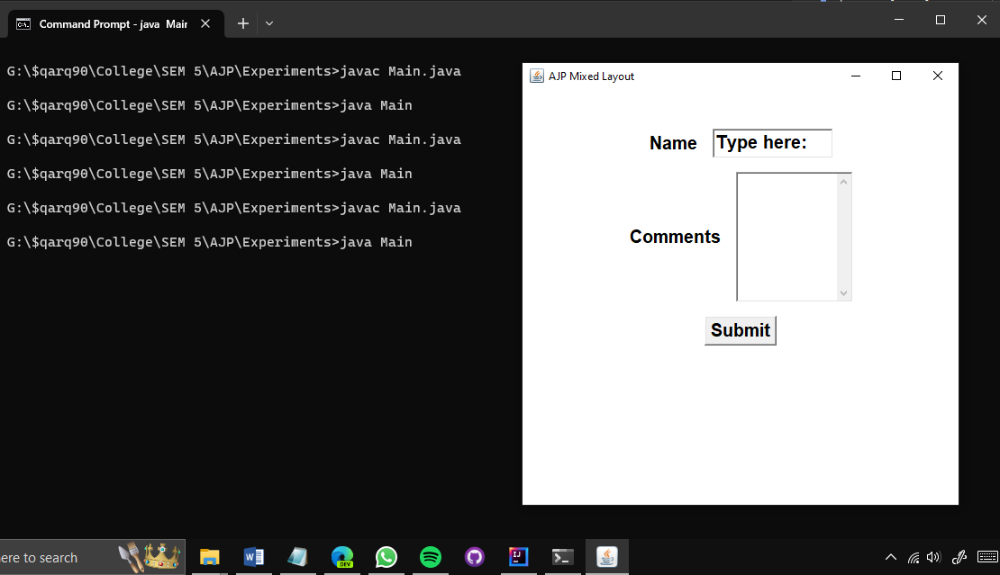 Command Prompt - java Main
G:\$qarq90\College\SEM 5\AJP\Experiments>javac Main.java
G:\$qarq90\College\SEM 5\AJP\Experiments>java Main
G:\$qarq90\College\SEM 5\AJP\Experiments>javac Main.java
G:\$qarq90\College\SEM 5\AJP\Experiments>java Main
G:\$qarq90\College\SEM 5\AJP\Experiments>javac Main.java
G:\$qarq90\College\SEM 5\AJP\Experiments>java Main
AJP Mixed Layout
Name Type here:
Comments
Submit
ere to search
DEV